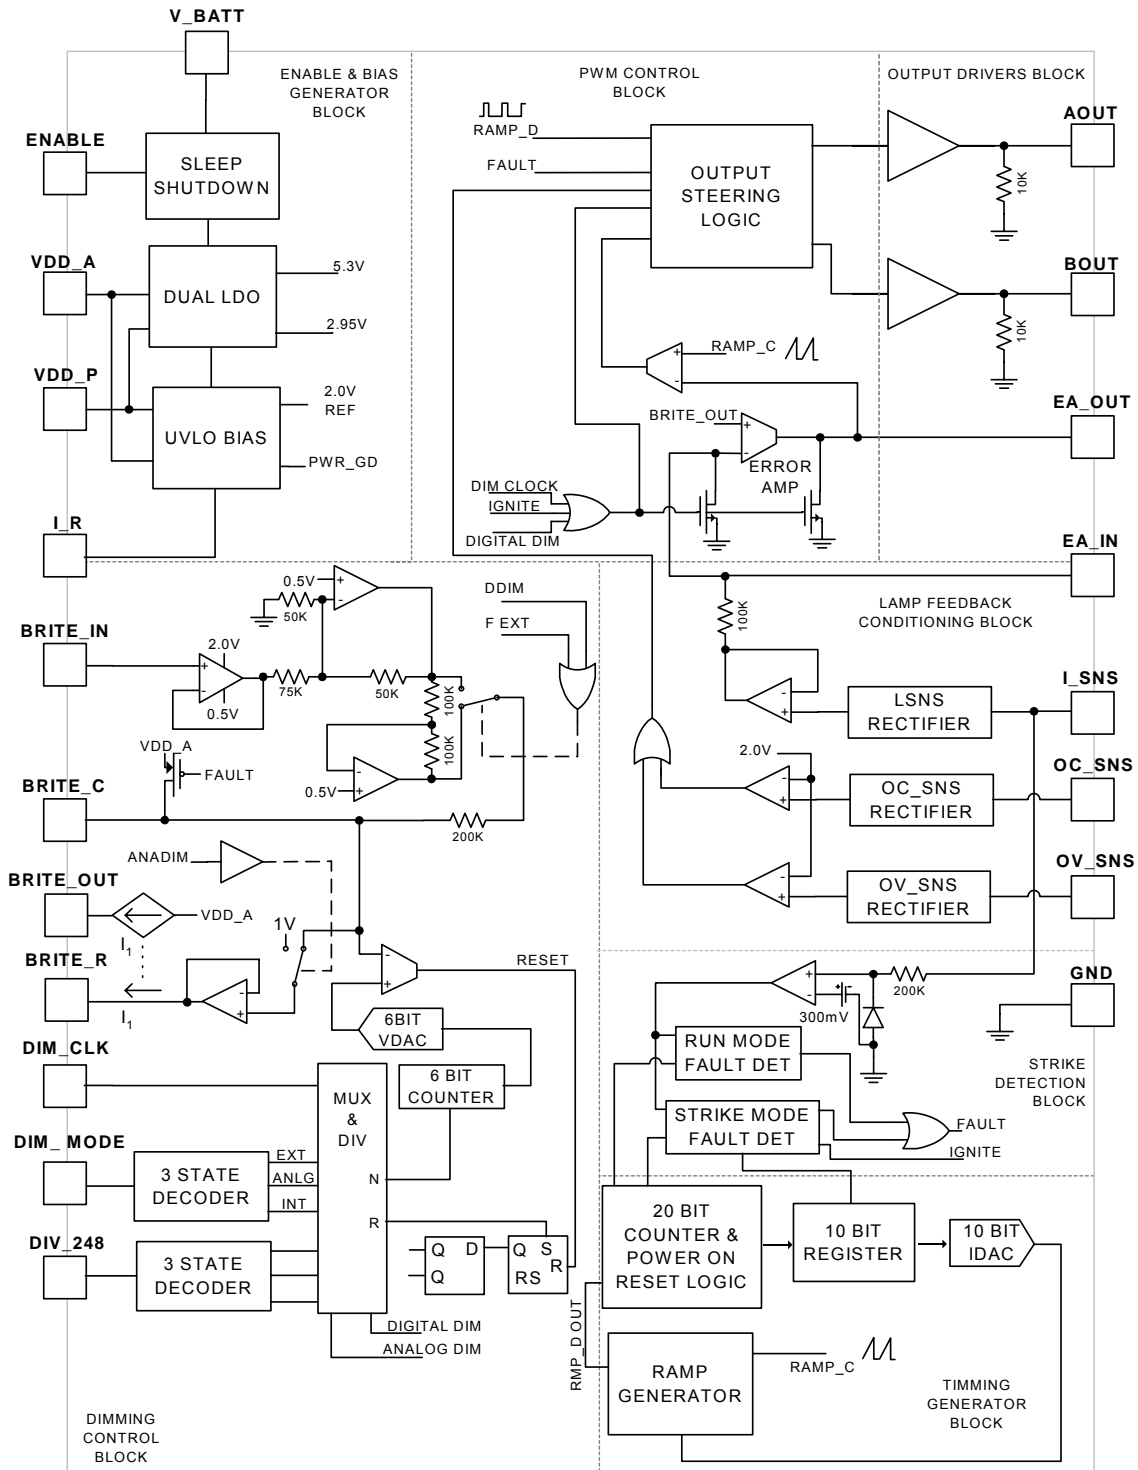 V_BATT
ENABLE & BIAS
GENERATOR
BLOCK
PWM CONTROL
BLOCK
OUTPUT DRIVERS BLOCK
ENABLE
SLEEP
SHUTDOWN
RAMP_D
FAULT
OUTPUT
STEERING
LOGIC
AOUT
10K
VDD_A
DUAL LDO
5.3V
2.95V
BOUT
10K
VDD_P
UVLO BIAS
2.0V
REF
PWR_GD
RAMP_C
+
-
BRITE_OUT
+
-
ERROR
AMP
EA_OUT
DIM CLOCK
IGNITE
DIGITAL DIM
I_R
EA_IN
0.5V
+
-
50K
DDIM
F EXT
100K
LAMP FEEDBACK
CONDITIONING BLOCK
BRITE_IN
2.0V
+
-
0.5V
75K
50K
100K
100K
-
+
0.5V
-
+
LSNS
RECTIFIER
I_SNS
VDD_A
FAULT
BRITE_C
200K
2.0V
-
+
OC_SNS
RECTIFIER
OC_SNS
ANADIM
BRITE_OUT
VDD_A
I1
1V
-
+
OV_SNS
RECTIFIER
OV_SNS
BRITE_R
I1
-
+
-
+
RESET
+
-
300mV
200K
GND
6BIT
VDAC
DIM_CLK
MUX
&
DIV
6 BIT
COUNTER
RUN MODE
FAULT DET
STRIKE
DETECTION
BLOCK
STRIKE MODE
FAULT DET
FAULT
IGNITE
DIM_ MODE
3 STATE
DECODER
EXT
ANLG
INT
N
R
DIV_248
3 STATE
DECODER
Q
D
Q
Q
S
R
RS
20 BIT
COUNTER &
POWER ON
RESET LOGIC
10 BIT
REGISTER
10 BIT
IDAC
DIGITAL DIM
ANALOG DIM
RMP_D OUT
RAMP
GENERATOR
RAMP_C
TIMMING
GENERATOR
BLOCK
DIMMING
CONTROL
BLOCK